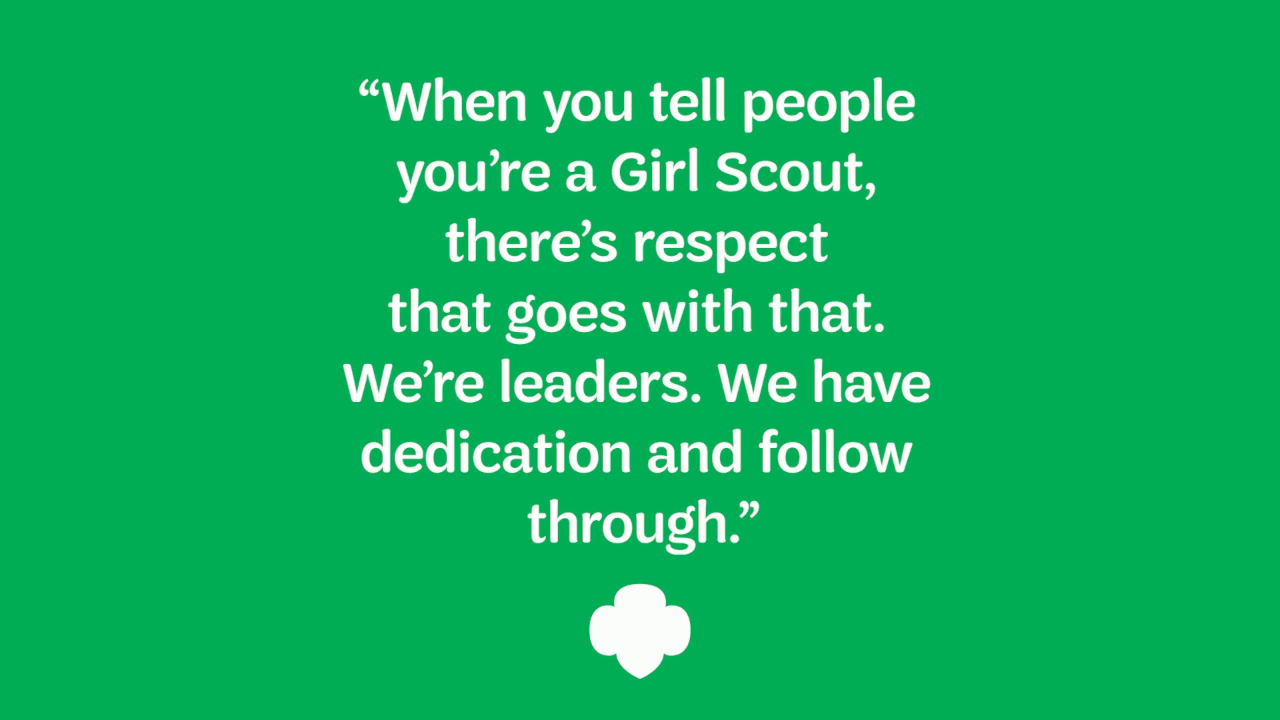 “When you tell people
you’re a Girl Scout,
there’s respect
that goes with that.
We’re leaders. We have
dedication and follow
through.”